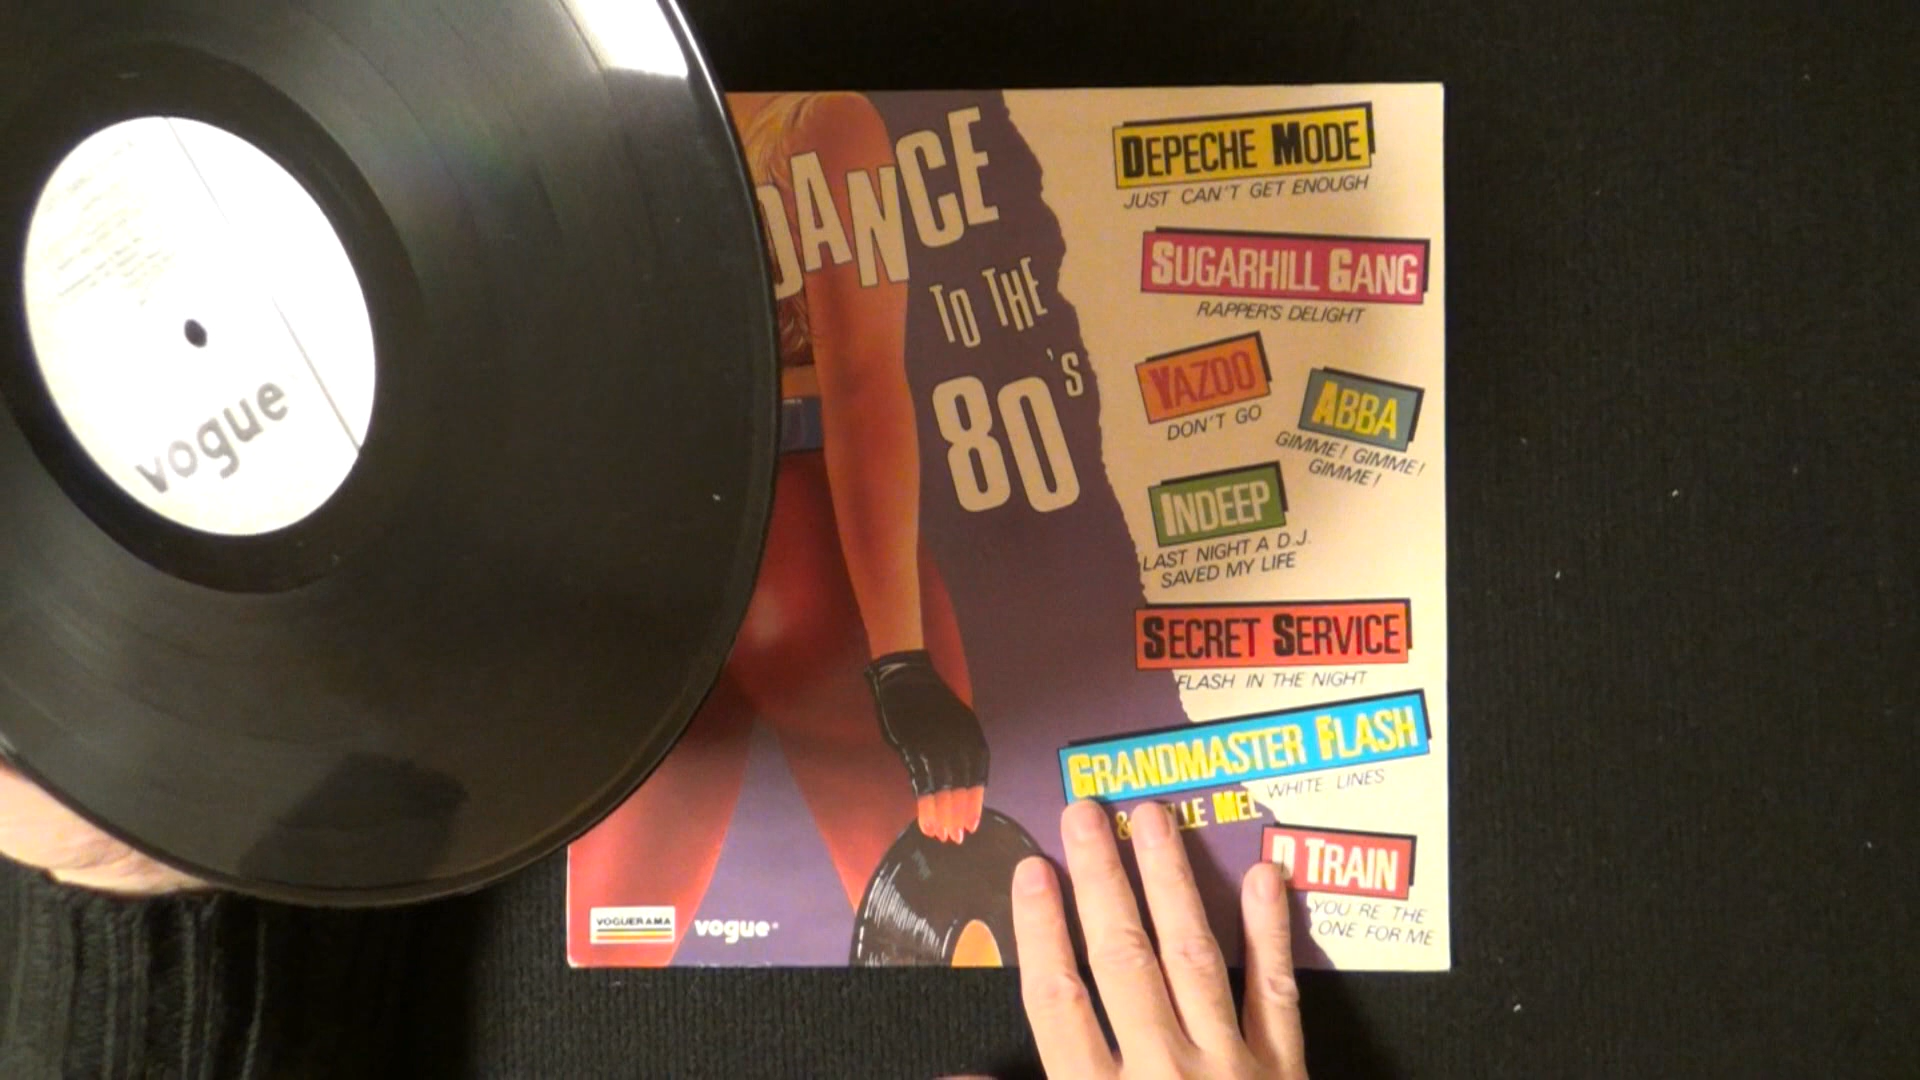 vogue
DANCE
TO THE
80's
DEPECHE MODE
JUST CAN'T GET ENOUGH
SUGARHILL GANG
RAPPER'S DELIGHT
YAZOO
DON'T GO
ABBA
GIMME! GIMME!
GIMME!
INDEEP
LAST NIGHT A D.J.
SAVED MY LIFE
SECRET SERVICE
FLASH IN THE NIGHT
GRANDMASTER FLASH
& MEL
WHITE LINES
D TRAIN
YOU RE THE
ONE FOR ME
VOGUERAMA
vogue